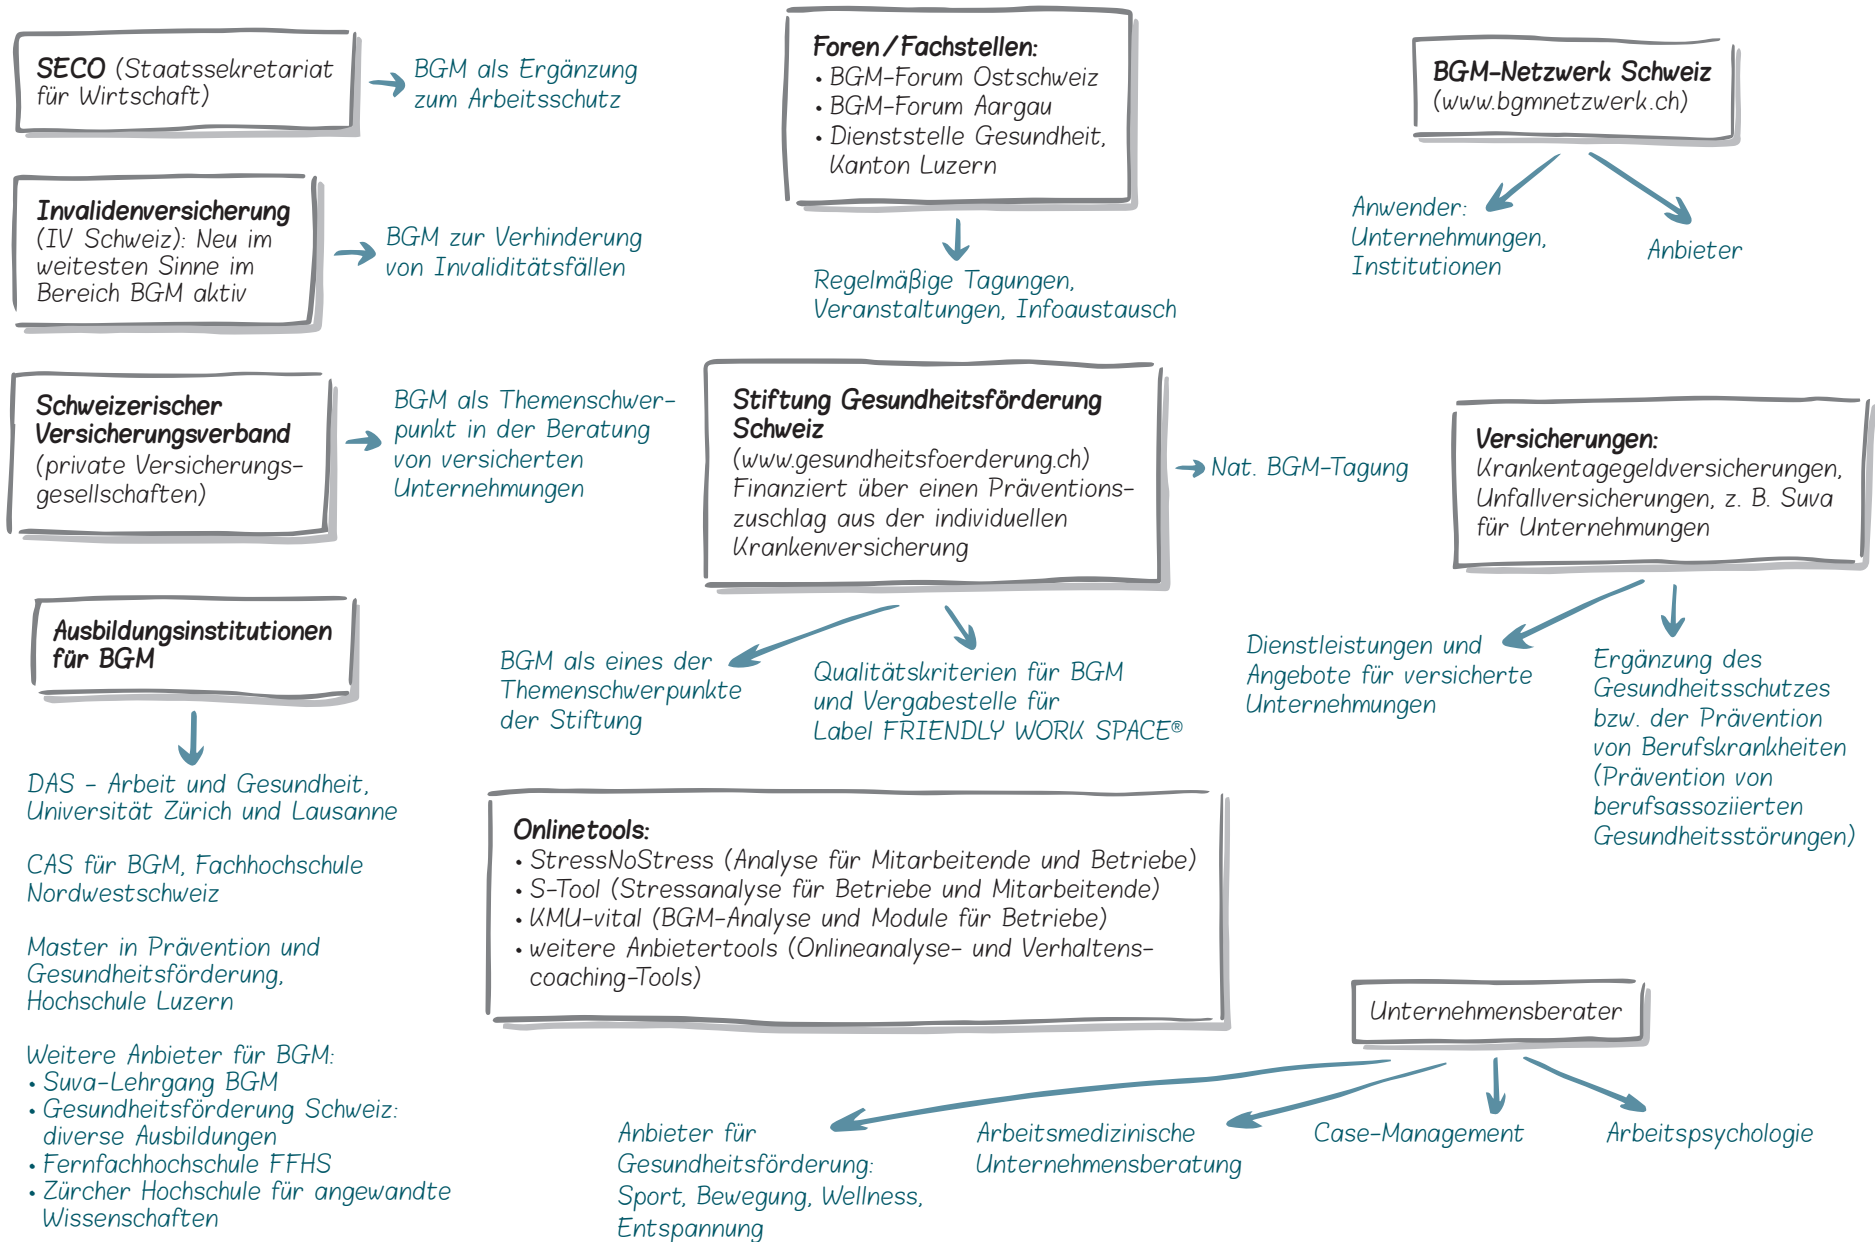 SECO (Staatssekretariat
für Wirtschaft)
BGM als Ergänzung
zum Arbeitsschutz
Invalidenversicherung
(IV Schweiz): Neu im
weitesten Sinne im
Bereich BGM aktiv
BGM zur Verhinderung
von Invaliditätsfällen
Schweizerischer
Versicherungsverband
(private Versicherungs-
gesellschaften)
BGM als Themenschwer-
punkt in der Beratung
von versicherten
Unternehmungen
Ausbildungsinstitutionen
für BGM
DAS - Arbeit und Gesundheit,
Universität Zürich und Lausanne
CAS für BGM, Fachhochschule
Nordwestschweiz
Master in Prävention und
Gesundheitsförderung,
Hochschule Luzern
Weitere Anbieter für BGM:
• Suva-Lehrgang BGM
• Gesundheitsförderung Schweiz:
diverse Ausbildungen
• Fernfachhochschule FFHS
• Zürcher Hochschule für angewandte
Wissenschaften
Foren/Fachstellen:
• BGM-Forum Ostschweiz
• BGM-Forum Aargau
• Dienststelle Gesundheit,
Kanton Luzern
Regelmäßige Tagungen,
Veranstaltungen, Infoaustausch
Stiftung Gesundheitsförderung
Schweiz
(www.gesundheitsfoerderung.ch)
Finanziert über einen Präventions-
zuschlag aus der individuellen
Krankenversicherung
Nat. BGM-Tagung
BGM als eines der
Themenschwerpunkte
der Stiftung
Qualitätskriterien für BGM
und Vergabestelle für
Label FRIENDLY WORK SPACE®
Onlinetools:
• StressNoStress (Analyse für Mitarbeitende und Betriebe)
• S-Tool (Stressanalyse für Betriebe und Mitarbeitende)
• KMU-vital (BGM-Analyse und Module für Betriebe)
• weitere Anbietertools (Onlineanalyse- und Verhaltens-
coaching-Tools)
BGM-Netzwerk Schweiz
(www.bgmnetzwerk.ch)
Anwender:
Unternehmungen,
Institutionen
Anbieter
Versicherungen:
Krankentagegeldversicherungen,
Unfallversicherungen, z. B. Suva
für Unternehmungen
Dienstleistungen und
Angebote für versicherte
Unternehmungen
Ergänzung des
Gesundheitsschutzes
bzw. der Prävention
von Berufskrankheiten
(Prävention von
berufsassoziierten
Gesundheitsstörungen)
Unternehmensberater
Anbieter für
Gesundheitsförderung:
Sport, Bewegung, Wellness,
Entspannung
Arbeitsmedizinische
Unternehmensberatung
Case-Management
Arbeitspsychologie